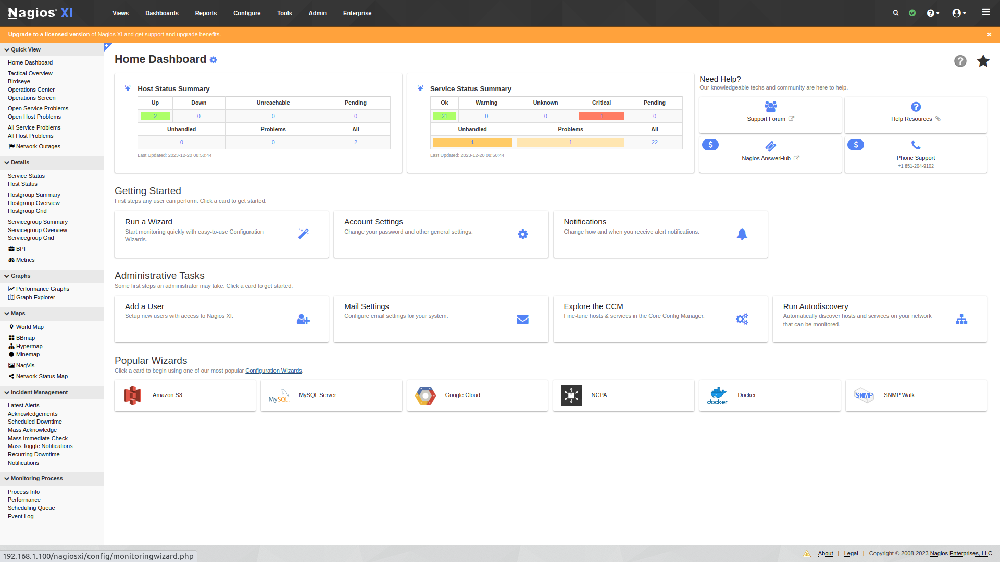 Nagios® XI
Views Dashboards Reports Configure Tools Admin Enterprise
Upgrade to a licensed version of Nagios XI and get support and upgrade benefits.
Quick View
Home Dashboard
Tactical Overview
Birdseye
Operations Center
Operations Screen
Open Service Problems
Open Host Problems
All Service Problems
All Host Problems
Network Outages
Details
Service Status
Host Status
Hostgroup Summary
Hostgroup Overview
Hostgroup Grid
Servicegroup Summary
Servicegroup Overview
Servicegroup Grid
BPI
Metrics
Graphs
Performance Graphs
Graph Explorer
Maps
World Map
BBmap
Hypermap
Minemap
NagVis
Network Status Map
Incident Management
Latest Alerts
Acknowledgements
Scheduled Downtime
Mass Acknowledge
Mass Immediate Check
Mass Toggle Notifications
Recurring Downtime
Notifications
Monitoring Process
Process Info
Performance
Scheduling Queue
Event Log
Home Dashboard
Host Status Summary
Up Down Unreachable Pending
2 0 0 0
Unhandled Problems All
0 0 2
Last Updated: 2023-12-20 08:50:44
Service Status Summary
Ok Warning Unknown Critical Pending
21 0 0 1 0
Unhandled Problems All
1 1 22
Last Updated: 2023-12-20 08:50:44
Need Help?
Our knowledgeable techs and community are here to help.
Support Forum
Help Resources
$
Nagios AnswerHub
$
Phone Support
+1 651-204-9102
Getting Started
First steps any user can perform. Click a card to get started.
Run a Wizard
Start monitoring quickly with easy-to-use Configuration
Wizards.
Account Settings
Change your password and other general settings.
Notifications
Change how and when you receive alert notifications.
Administrative Tasks
Some first steps an administrator may take. Click a card to get started.
Add a User
Setup new users with access to Nagios XI.
Mail Settings
Configure email settings for your system.
Explore the CCM
Fine-tune hosts & services in the Core Config Manager.
Run Autodiscovery
Automatically discover hosts and services on your network
that can be monitored.
Popular Wizards
Click a card to begin using one of our most popular Configuration Wizards.
Amazon S3
MySQL
MySQL Server
Google Cloud
NCPA
docker
Docker
SNMP
SNMP Walk
192.168.1.100/nagiosxi/config/monitoringwizard.php
About | Legal | Copyright © 2008-2023 Nagios Enterprises, LLC